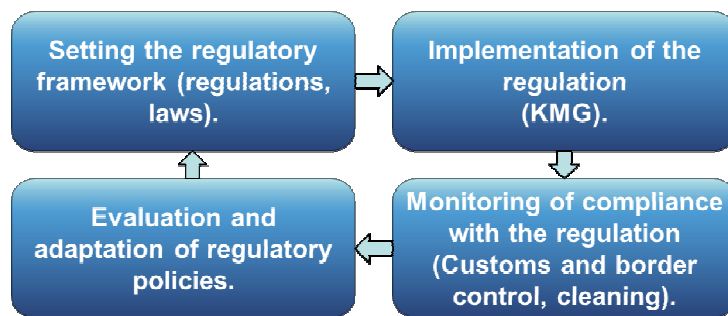 Setting the regulatory
framework (regulations,
laws).
Implementation of the
regulation
(KMG).
Monitoring of compliance
with the regulation
(Customs and border
control, cleaning).
Evaluation and
adaptation of regulatory
policies.